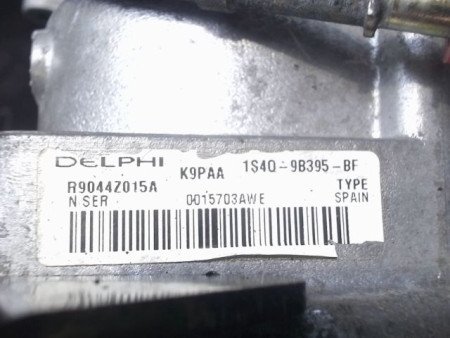 DELPHI K9PAA 1S4Q-9B395-BF
R9044Z015A TYPE
N SER 0015703AWE SPAIN